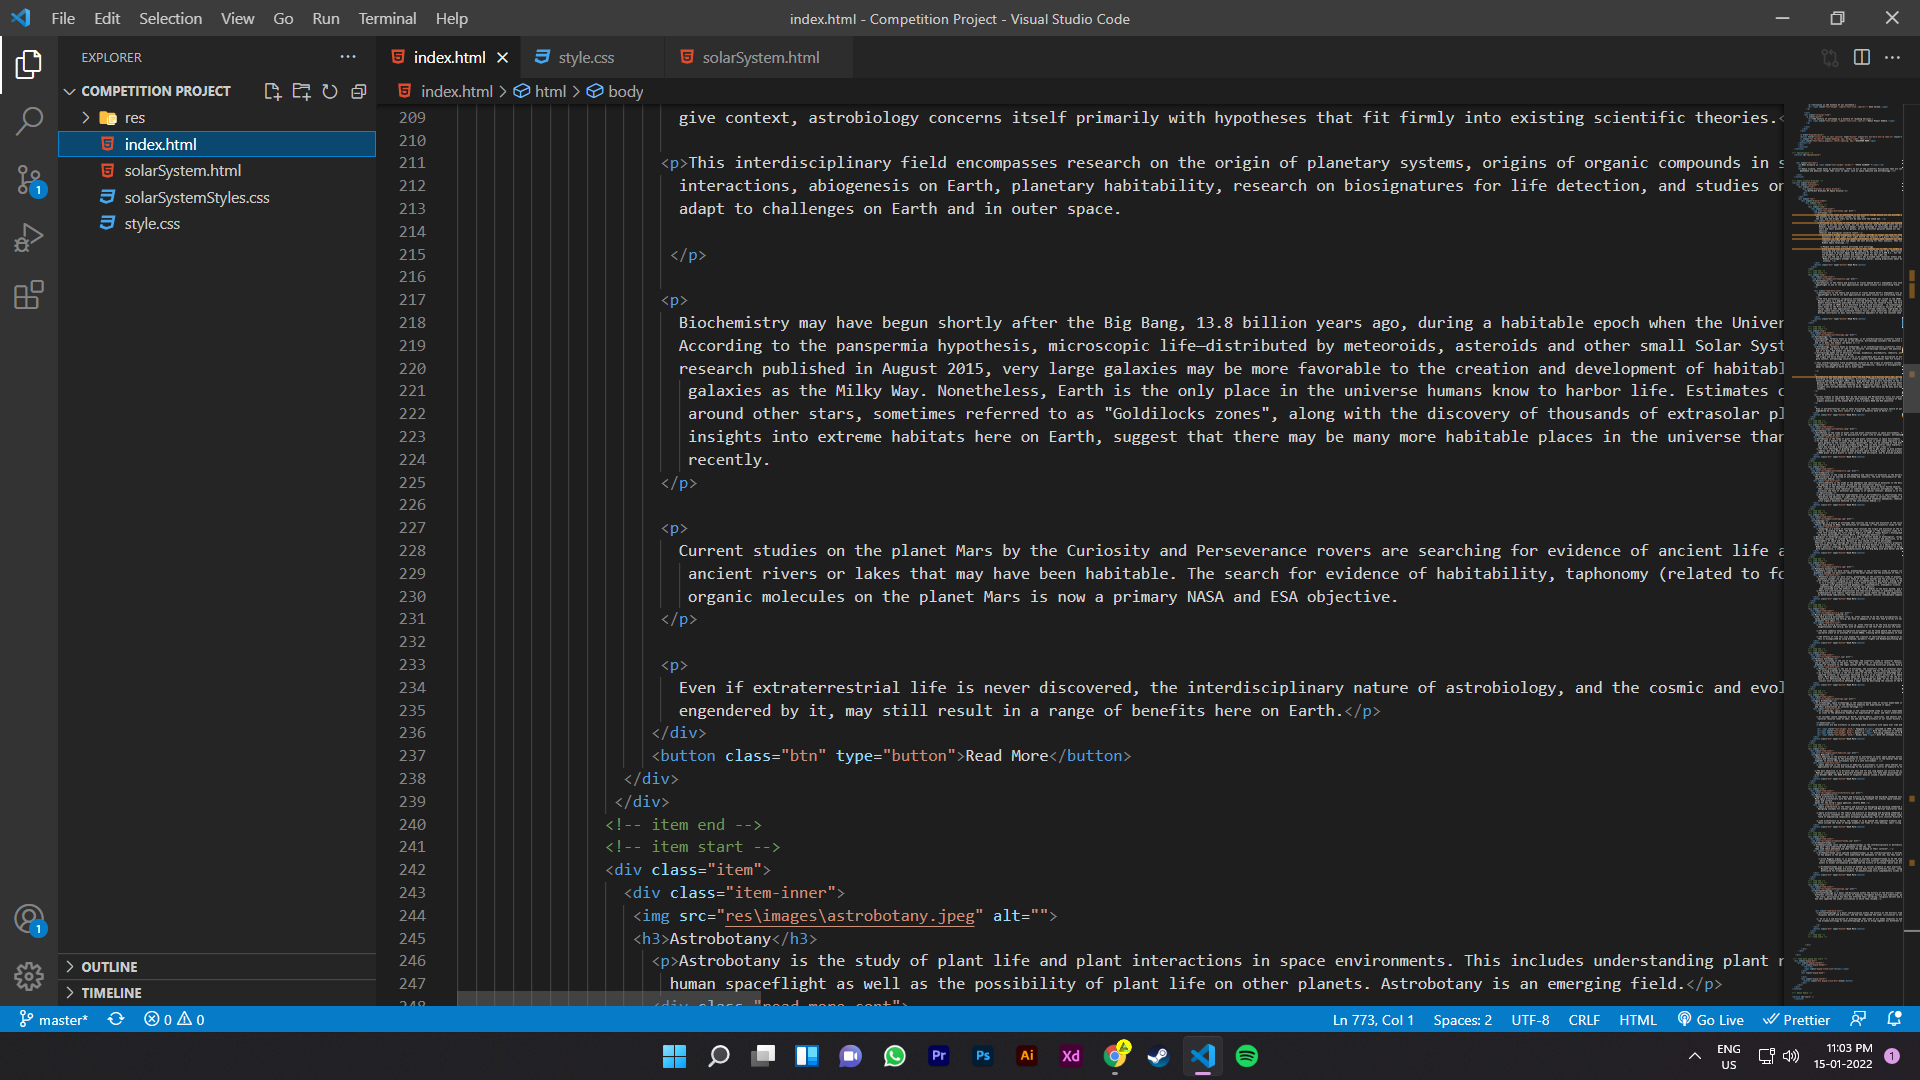 File Edit Selection View Go Run Terminal Help
index.html - Competition Project - Visual Studio Code
EXPLORER
COMPETITION PROJECT
res
index.html
solarSystem.html
solarSystemStyles.css
style.css
OUTLINE
TIMELINE
index.html style.css solarSystem.html
index.html > html > body
209 give context, astrobiology concerns itself primarily with hypotheses that fit firmly into existing scientific theories.<
210
211 <p>This interdisciplinary field encompasses research on the origin of planetary systems, origins of organic compounds in s
212 interactions, abiogenesis on Earth, planetary habitability, research on biosignatures for life detection, and studies on
213 adapt to challenges on Earth and in outer space.
214
215 </p>
216
217 <p>
218 Biochemistry may have begun shortly after the Big Bang, 13.8 billion years ago, during a habitable epoch when the Univer
219 According to the panspermia hypothesis, microscopic life—distributed by meteoroids, asteroids and other small Solar Syst
220 research published in August 2015, very large galaxies may be more favorable to the creation and development of habitabl
221 galaxies as the Milky Way. Nonetheless, Earth is the only place in the universe humans know to harbor life. Estimates o
222 around other stars, sometimes referred to as "Goldilocks zones", along with the discovery of thousands of extrasolar pl
223 insights into extreme habitats here on Earth, suggest that there may be many more habitable places in the universe than
224 recently.
225 </p>
226
227 <p>
228 Current studies on the planet Mars by the Curiosity and Perseverance rovers are searching for evidence of ancient life a
229 ancient rivers or lakes that may have been habitable. The search for evidence of habitability, taphonomy (related to fo
230 organic molecules on the planet Mars is now a primary NASA and ESA objective.
231 </p>
232
233 <p>
234 Even if extraterrestrial life is never discovered, the interdisciplinary nature of astrobiology, and the cosmic and evol
235 engendered by it, may still result in a range of benefits here on Earth.</p>
236 </div>
237 <button class="btn" type="button">Read More</button>
238 </div>
239 </div>
240 <!-- item end -->
241 <!-- item start -->
242 <div class="item">
243 <div class="item-inner">
244 <img src="res\images\astrobotany.jpeg" alt="">
245 <h3>Astrobotany</h3>
246 <p>Astrobotany is the study of plant life and plant interactions in space environments. This includes understanding plant r
247 human spaceflight as well as the possibility of plant life on other planets. Astrobotany is an emerging field.</p>
248 <div class="read-more-cont">
master* 0 0 Ln 773, Col 1 Spaces: 2 UTF-8 CRLF HTML Go Live Prettier
Pr Ps Ai Xd
ENG
US
11:03 PM
15-01-2022
1